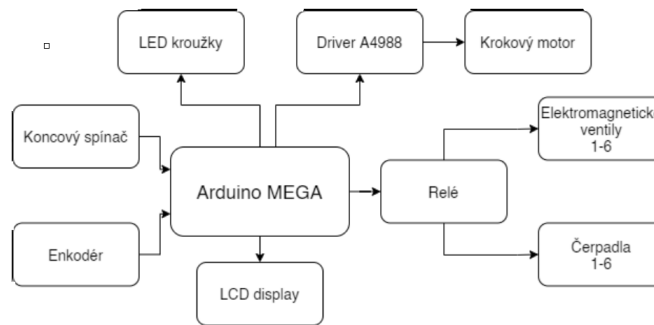 LED kroužky
Driver A4988
Krokový motor
Koncový spínač
Elektromagnetick
ventily
1-6
Arduino MEGA
Relé
Enkodér
Čerpadla
1-6
LCD display